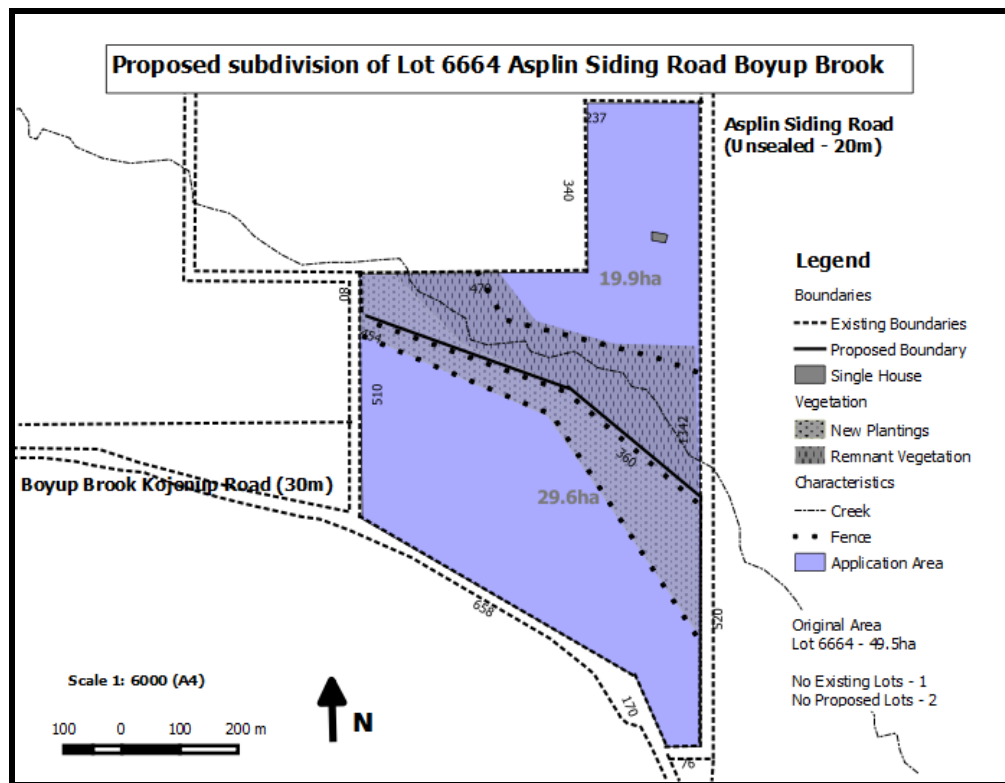 Proposed subdivision of Lot 6664 Asplin Siding Road Boyup Brook
237
Asplin Siding Road
(Unsealed - 20m)
340
19.9ha
80
470
454
510
1342
360
29.6ha
Boyup Brook Kojonup Road (30m)
658
520
170
76
Legend
Boundaries
Existing Boundaries
Proposed Boundary
Single House
Vegetation
New Plantings
Remnant Vegetation
Characteristics
Creek
Fence
Application Area
Original Area
Lot 6664 - 49.5ha
No Existing Lots - 1
No Proposed Lots - 2
Scale 1: 6000 (A4)
100 0 100 200 m
N